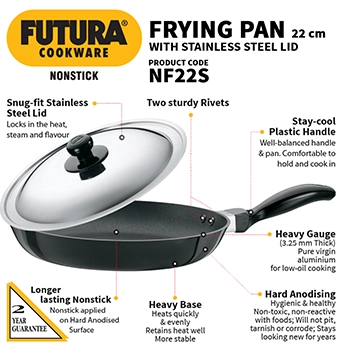 FUTURA®
COOKWARE
NONSTICK
FRYING PAN 22 cm
WITH STAINLESS STEEL LID
PRODUCT CODE
NF22S
Snug-fit Stainless
Steel Lid
Locks in the heat,
steam and flavour
Two sturdy Rivets
Stay-cool
Plastic Handle
Well-balanced handle
& pan. Comfortable to
hold and cook in
Heavy Gauge
(3.25 mm Thick)
Pure virgin
aluminium
for low-oil cooking
Hard Anodising
Hygienic & healthy
Non-toxic, non-reactive
with foods; Will not pit,
tarnish or corrode; Stays
looking new for years
Heavy Base
Heats quickly
& evenly
Retains heat well
More stable
Longer
lasting Nonstick
Nonstick applied
on Hard Anodised
Surface
2
YEAR
GUARANTEE